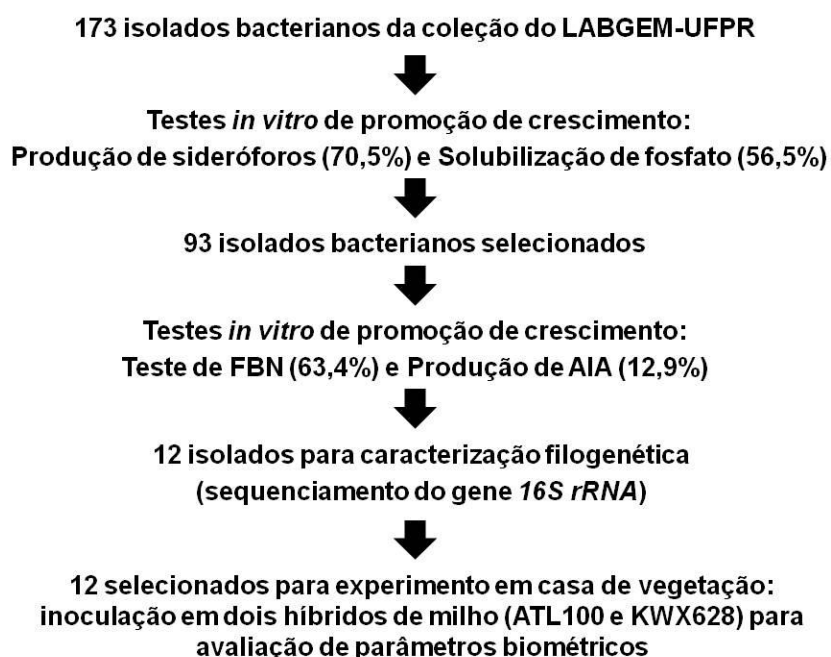 173 isolados bacterianos da coleção do LABGEM-UFPR
Testes in vitro de promoção de crescimento:
Produção de sideróforos (70,5%) e Solubilização de fosfato (56,5%)
93 isolados bacterianos selecionados
Testes in vitro de promoção de crescimento:
Teste de FBN (63,4%) e Produção de AIA (12,9%)
12 isolados para caracterização filogenética
(sequenciamento do gene 16S rRNA)
12 selecionados para experimento em casa de vegetação:
inoculação em dois híbridos de milho (ATL100 e KWX628) para
avaliação de parâmetros biométricos